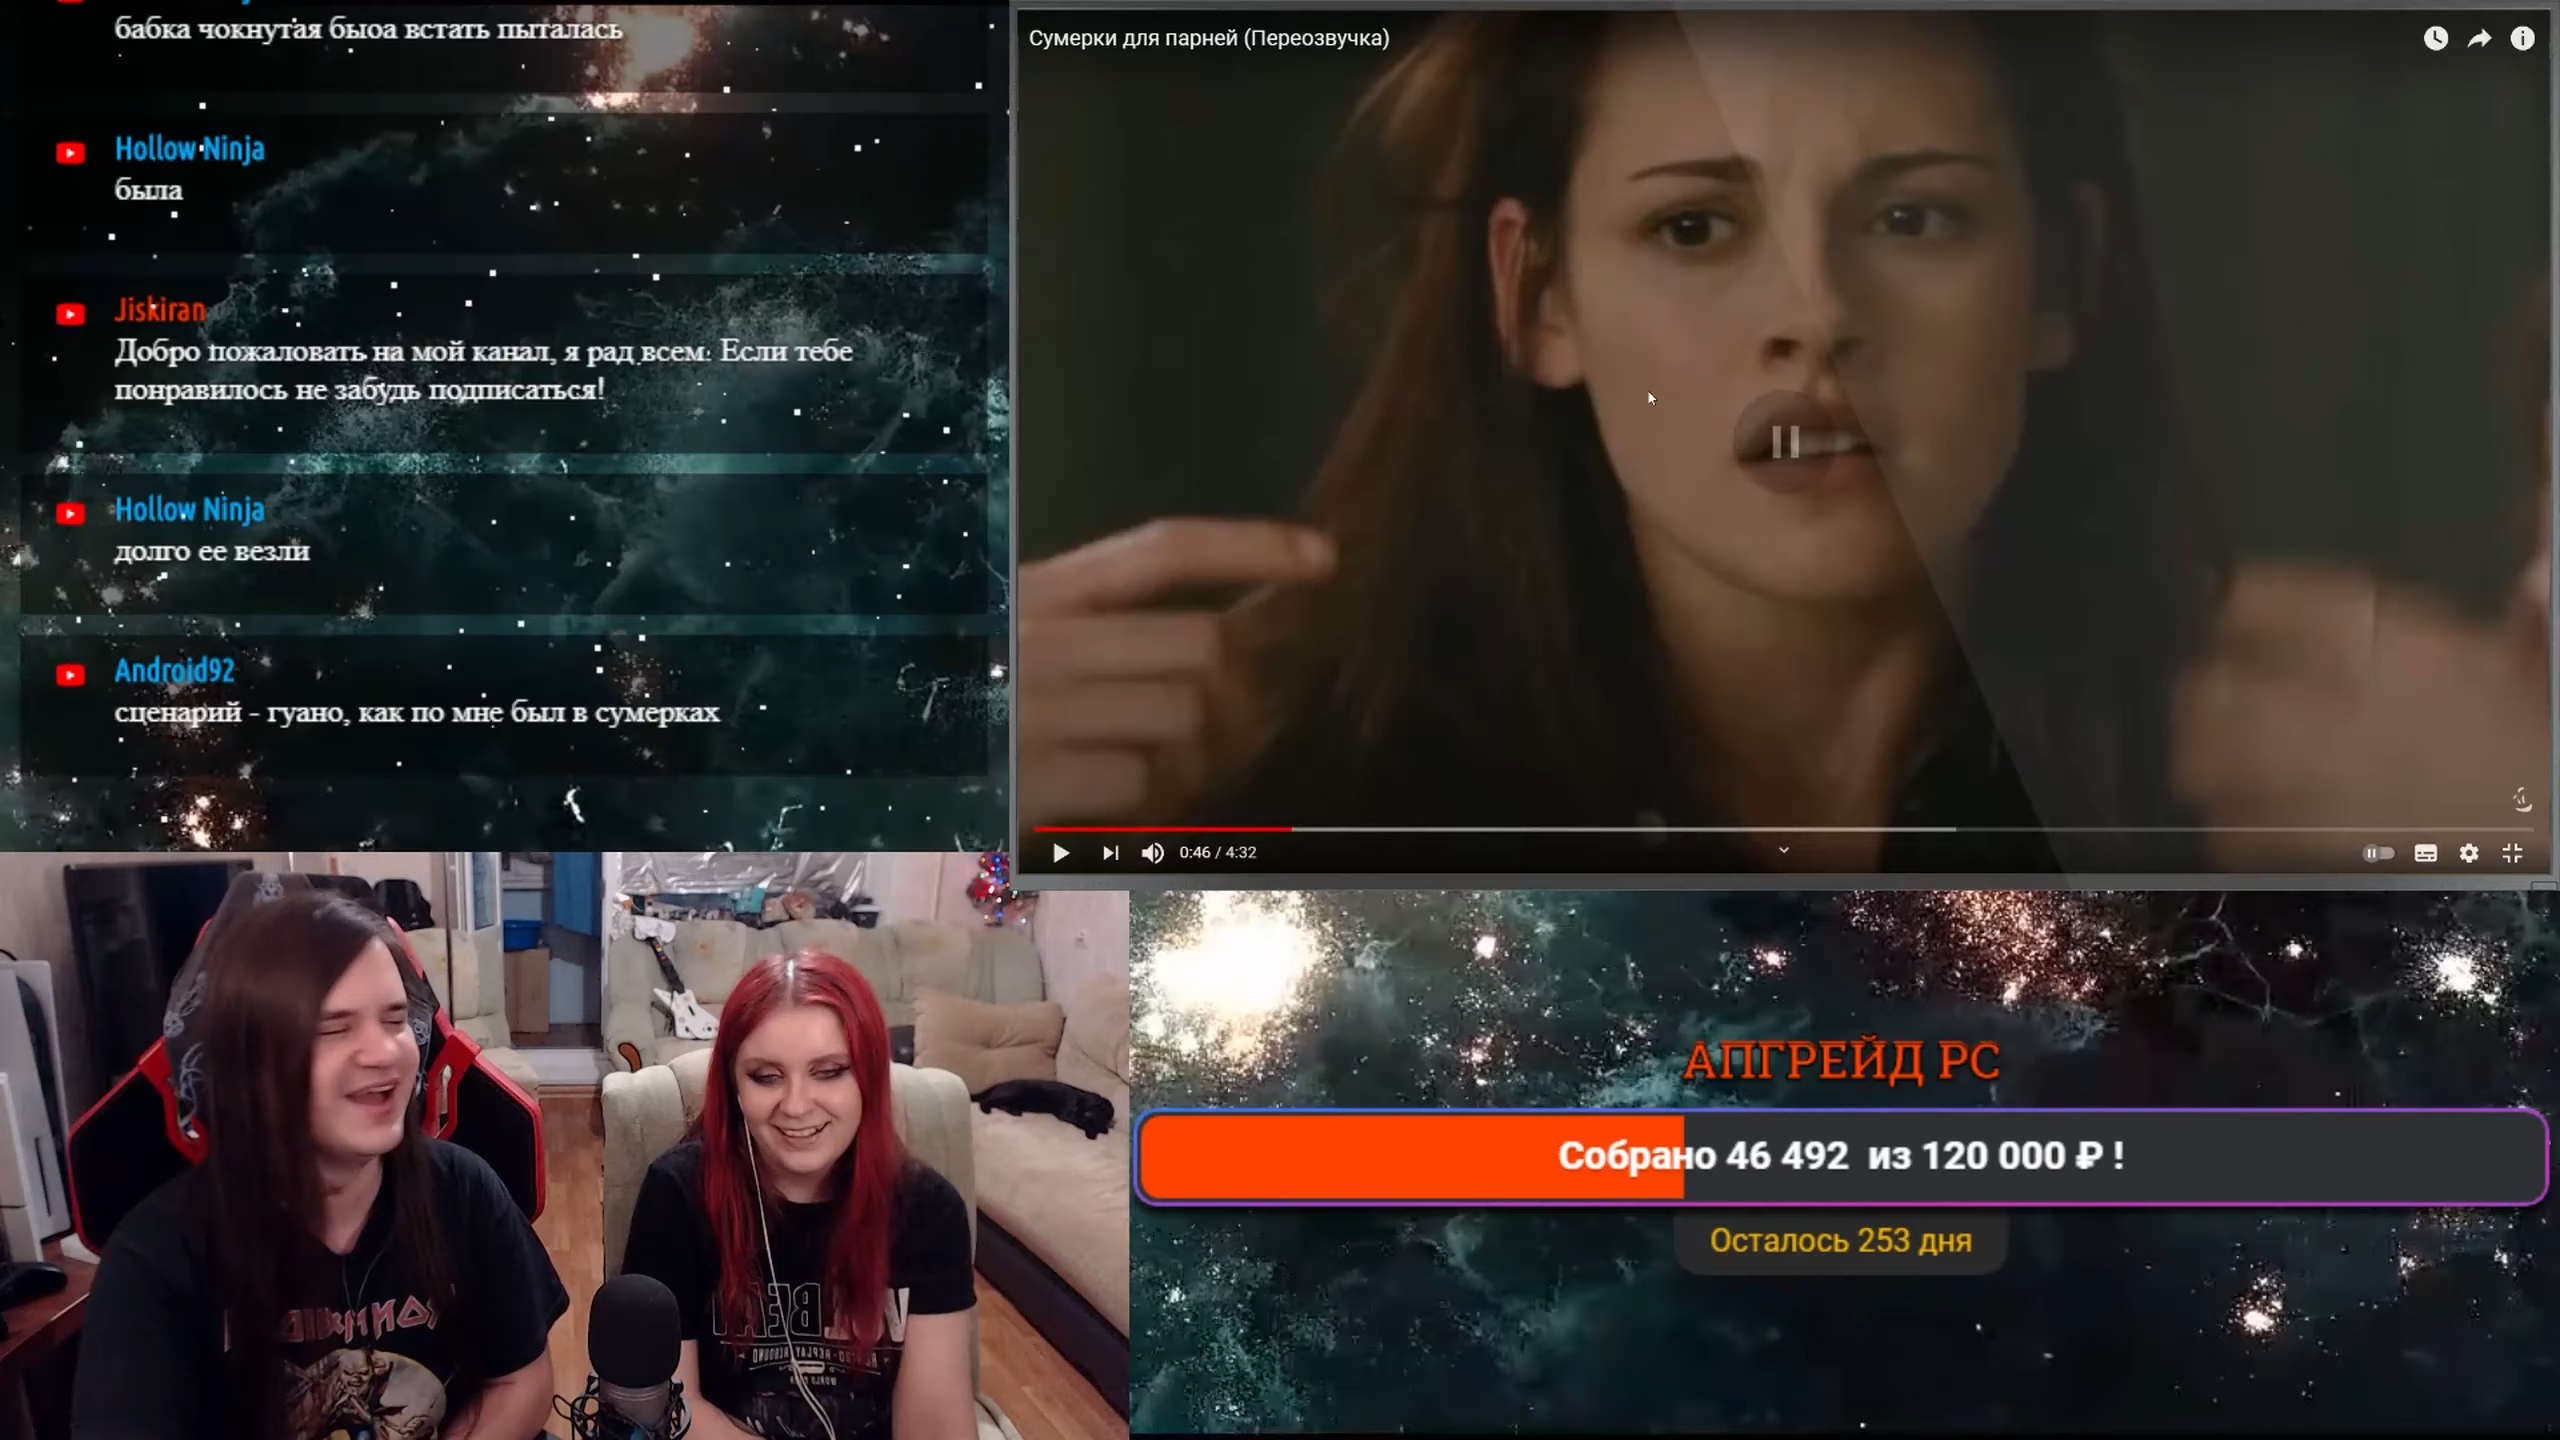 бабка чокнутая быоа встать пыталась
Hollow Ninja
была
Jiskiran
Добро пожаловать на мой канал, я рад всем. Если тебе
понравилось не забудь подписаться!
Hollow Ninja
долго ее везли
Android92
сценарий - гуано, как по мне был в сумерках
Сумерки для парней (Переозвучка)
0:46 / 4:32
АПГРЕЙД PC
Собрано 46 492 из 120 000 ₽ !
Осталось 253 дня